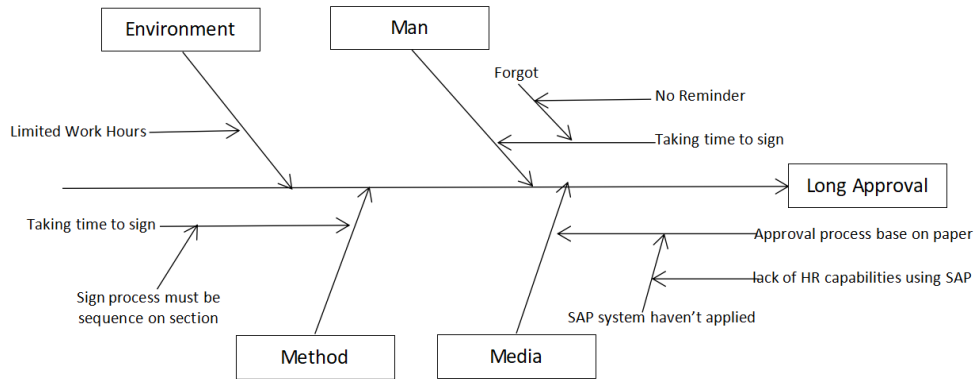 Environment
Man
Forgot
No Reminder
Limited Work Hours
Taking time to sign
Long Approval
Taking time to sign
Approval process base on paper
lack of HR capabilities using SAP
Sign process must be
sequence on section
SAP system haven't applied
Method
Media